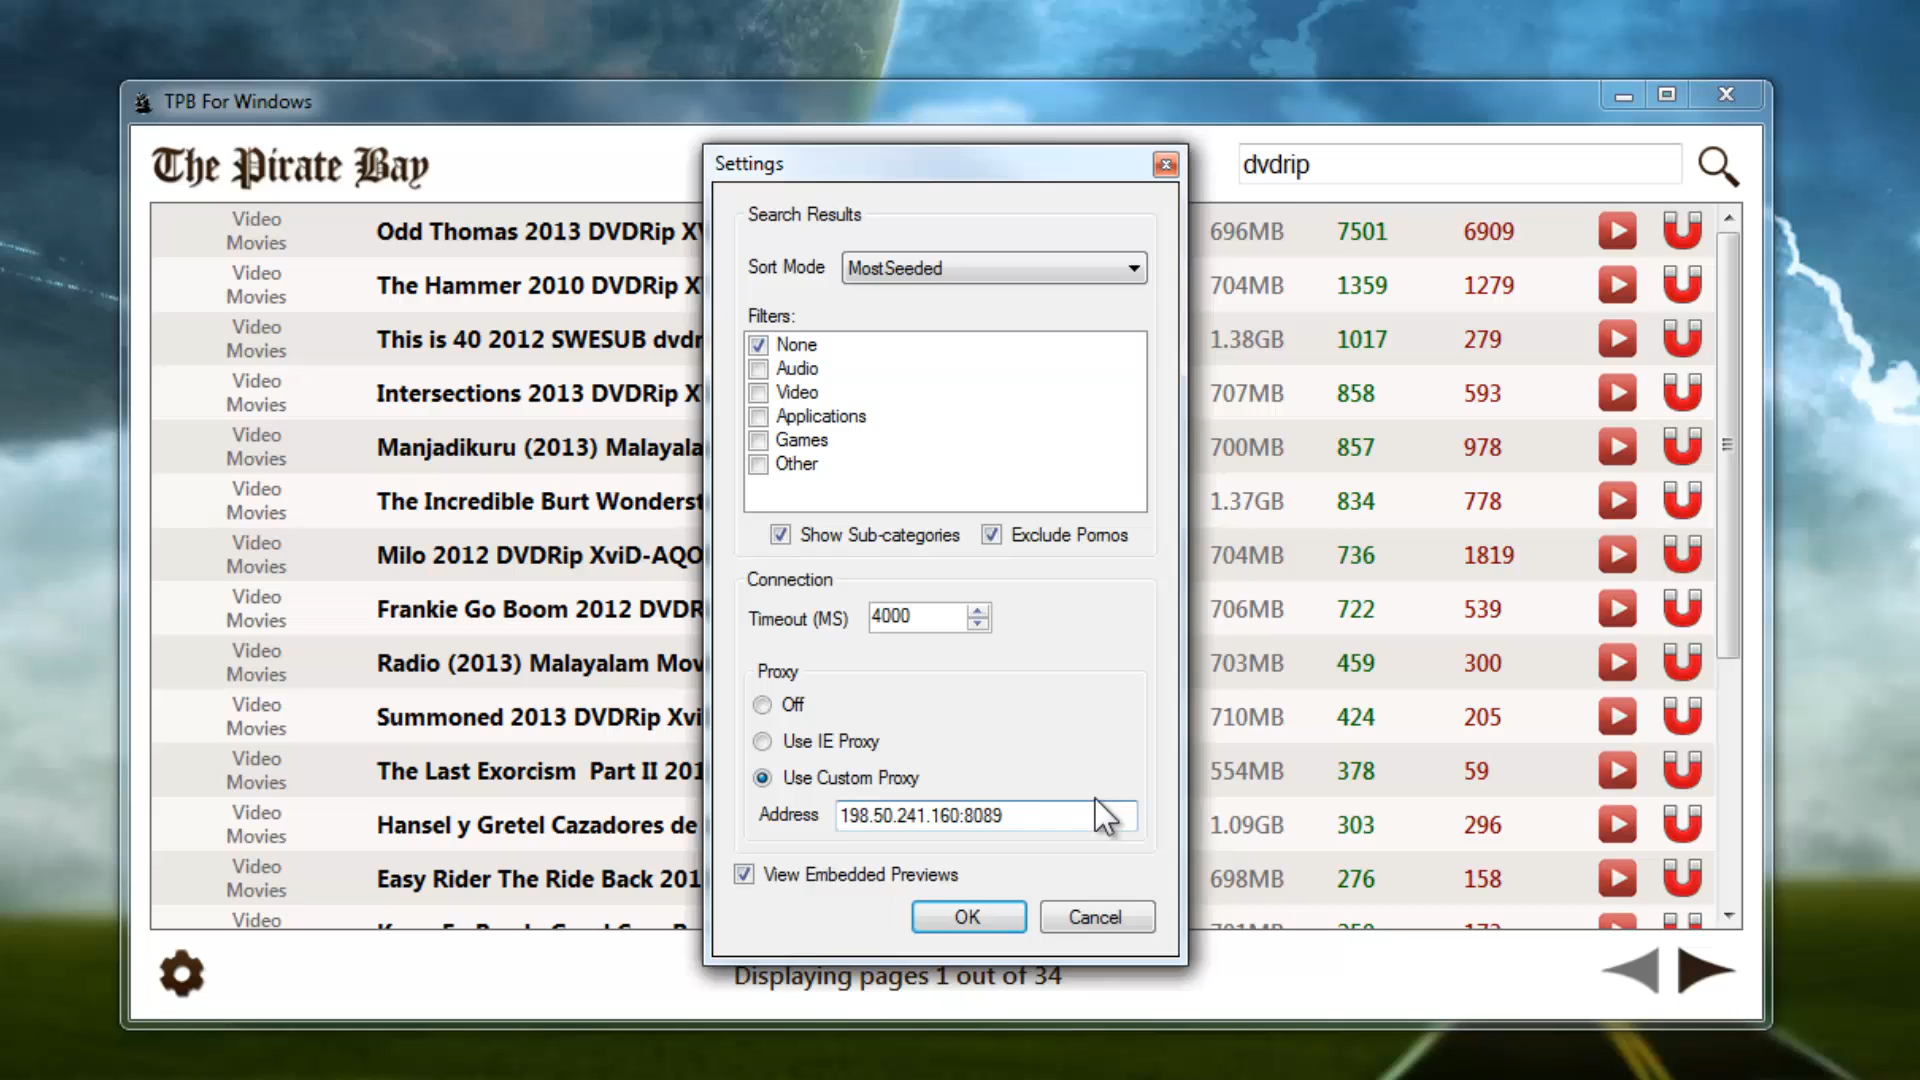 TPB For Windows
The Pirate Bay
dvdrip
Video
Movies
Odd Thomas 2013 DVDRip
696MB 7501 6909
Video
Movies
The Hammer 2010 DVDRip
704MB 1359 1279
Video
Movies
This is 40 2012 SWESUB
1.38GB 1017 279
Video
Movies
Intersections 2013 DVDRip
707MB 858 593
Video
Movies
Manjadikuru (2013)
700MB 857 978
Video
Movies
The Incredible Burt
1.37GB 834 778
Video
Movies
Milo 2012 DVDRip XviD-AQO
704MB 736 1819
Video
Movies
Frankie Go Boom 2012
706MB 722 539
Video
Movies
Radio (2013) Malayalam
703MB 459 300
Video
Movies
Summoned 2013 DVDRip
710MB 424 205
Video
Movies
The Last Exorcism Part II
554MB 378 59
Video
Movies
Hansel y Gretel Cazadores de
1.09GB 303 296
Video
Movies
Easy Rider The Ride Back
698MB 276 158
Video
Displaying pages 1 out of 34
Settings
Search Results
Sort Mode MostSeeded
Filters:
None
Audio
Video
Applications
Games
Other
Show Sub-categories Exclude Pornos
Connection
Timeout (MS) 4000
Proxy
Off
Use IE Proxy
Use Custom Proxy
Address 198.50.241.160:8089
View Embedded Previews
OK Cancel